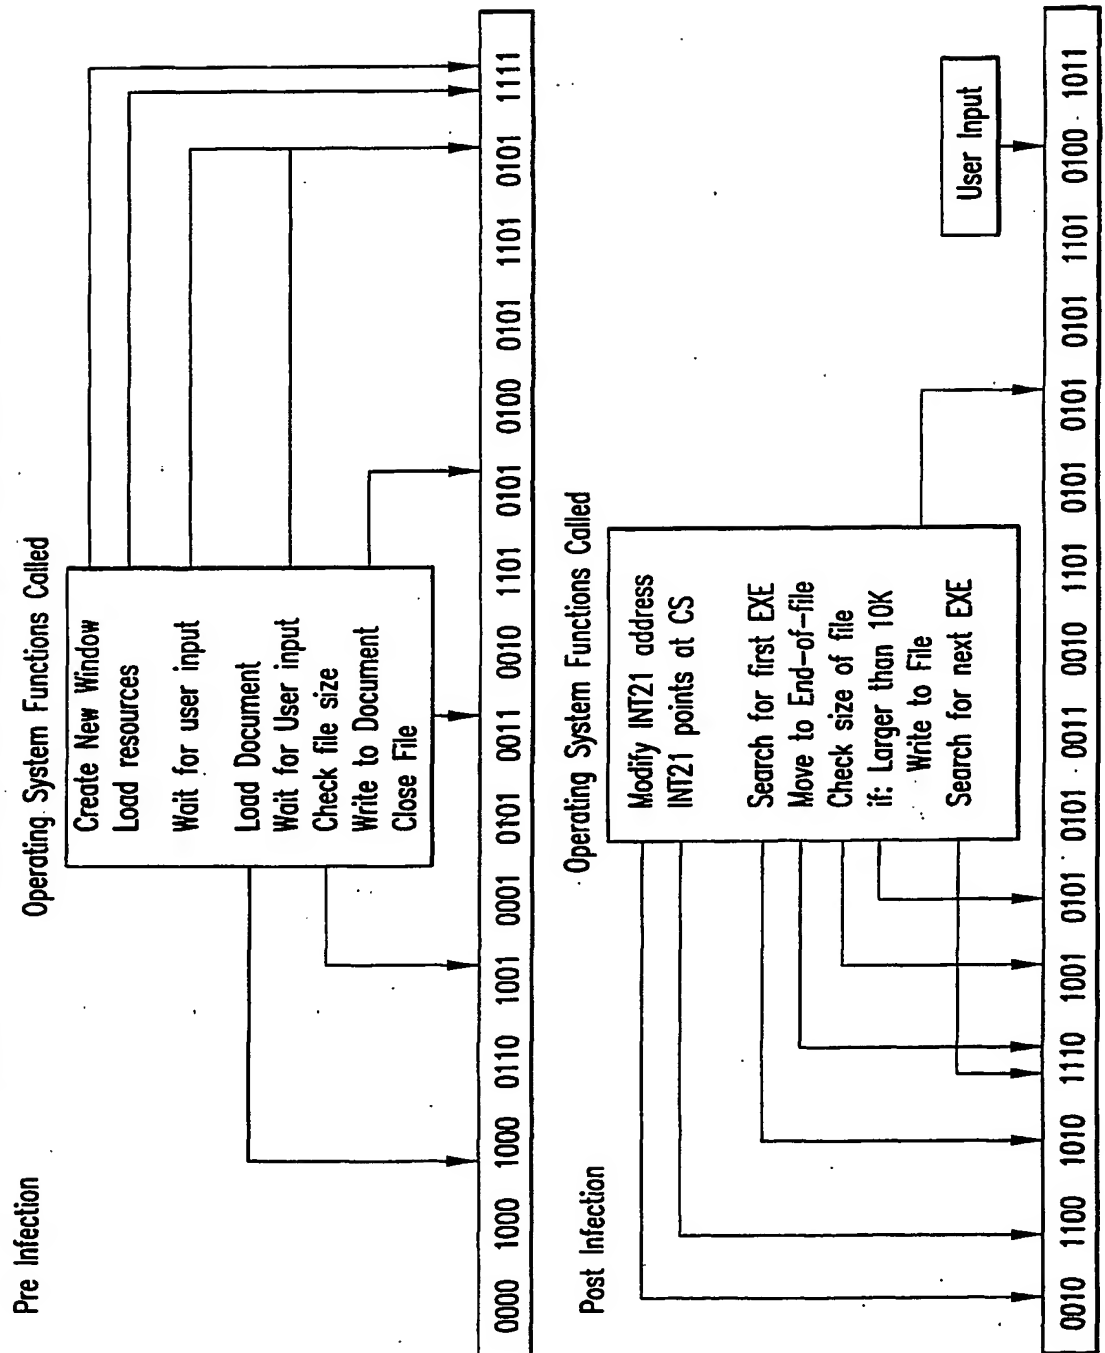 Pre Infection
Operating System Functions Called
Create New Window
Load resources
Wait for user input
Load Document
Wait for User input
Check file size
Write to Document
Close File
0000 1000 1000 0110 1001 0001 0101 0011 0010 1101 0101 0100 0101 1101 0101 1111
Post Infection
Operating System Functions Called
Modify INT21 address
INT21 points at CS
Search for first EXE
Move to End-of-file
Check size of file
if: Larger than 10K
Write to File
Search for next EXE
User Input
0010 1100 1010 1110 1001 0101 0101 0011 0010 1101 0101 0101 0101 1101 0100 1011